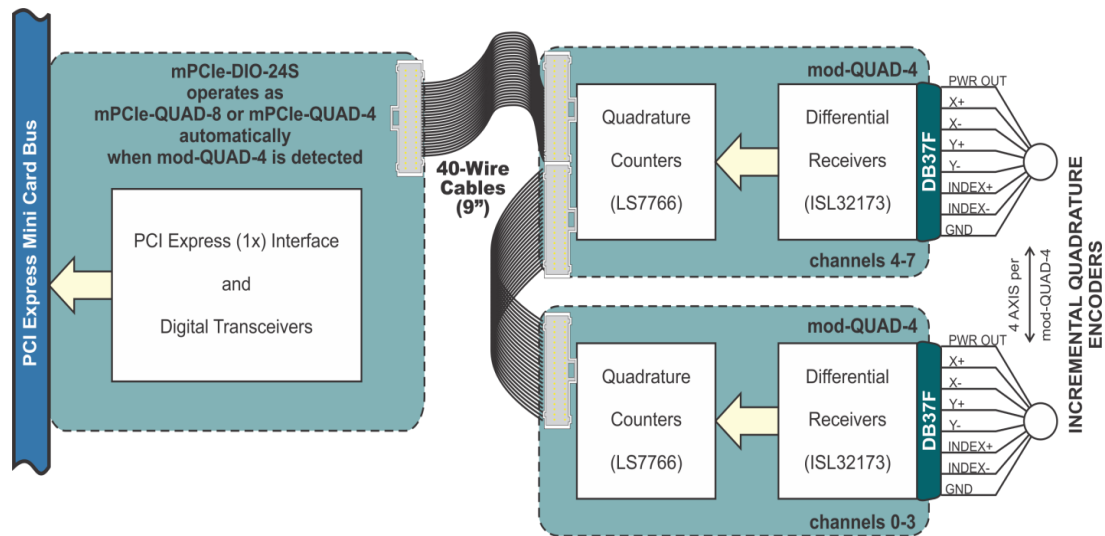 PCI Express Mini Card Bus
mPCIe-DIO-24S
operates as
mPCIe-QUAD-8 or mPCIe-QUAD-4
automatically
when mod-QUAD-4 is detected
PCI Express (1x) Interface
and
Digital Transceivers
40-Wire
Cables
(9”)
mod-QUAD-4
Quadrature
Counters
(LS7766)
Differential
Receivers
(ISL32173)
channels 4-7
DB37F
PWR OUT
X+
X-
Y+
Y-
INDEX+
INDEX-
GND
mod-QUAD-4
Quadrature
Counters
(LS7766)
Differential
Receivers
(ISL32173)
channels 0-3
DB37F
PWR OUT
X+
X-
Y+
Y-
INDEX+
INDEX-
GND
4 AXIS per
mod-QUAD-4
INCREMENTAL QUADRATURE
ENCODERS